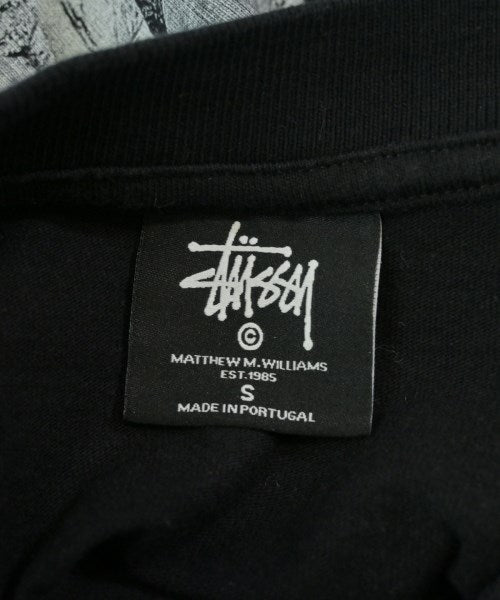 Stüssy
©
MATTHEW M. WILLIAMS
EST. 1985
S
MADE IN PORTUGAL